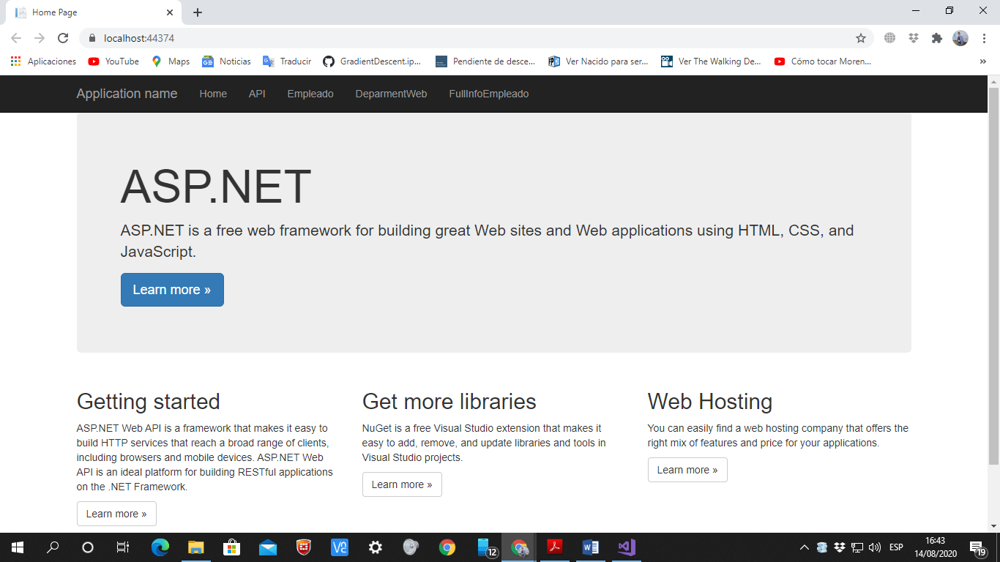 Home Page
localhost:44374
Aplicaciones YouTube Maps Noticias Traducir GradientDescent.ip... Pendiente de desce... Ver Nacido para ser... Ver The Walking De... Cómo tocar Moren... »
Application name Home API Empleado DeparmentWeb FullInfoEmpleado
ASP.NET
ASP.NET is a free web framework for building great Web sites and Web applications using HTML, CSS, and
JavaScript.
Learn more »
Getting started
ASP.NET Web API is a framework that makes it easy to
build HTTP services that reach a broad range of clients,
including browsers and mobile devices. ASP.NET Web
API is an ideal platform for building RESTful applications
on the .NET Framework.
Learn more »
Get more libraries
NuGet is a free Visual Studio extension that makes it
easy to add, remove, and update libraries and tools in
Visual Studio projects.
Learn more »
Web Hosting
You can easily find a web hosting company that offers the
right mix of features and price for your applications.
Learn more »
12
ESP
16:43
14/08/2020
19